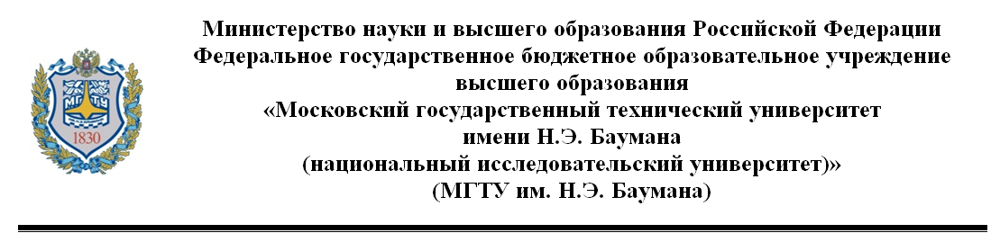 Министерство науки и высшего образования Российской Федерации
Федеральное государственное бюджетное образовательное учреждение
высшего образования
«Московский государственный технический университет
имени Н.Э. Баумана
(национальный исследовательский университет)»
(МГТУ им. Н.Э. Баумана)
МГТУ
1830